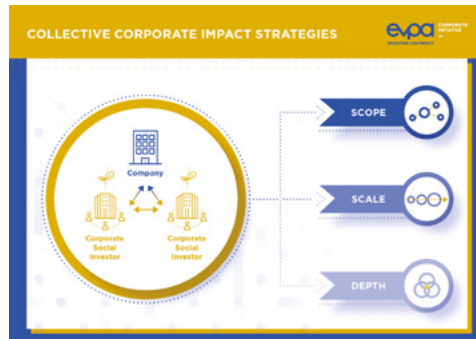 COLLECTIVE CORPORATE IMPACT STRATEGIES
evpa
CORPORATE
INITIATIVE
INVESTING FOR IMPACT
Company
Corporate
Social
Investor
Corporate
Social
Investor
SCOPE
SCALE
DEPTH